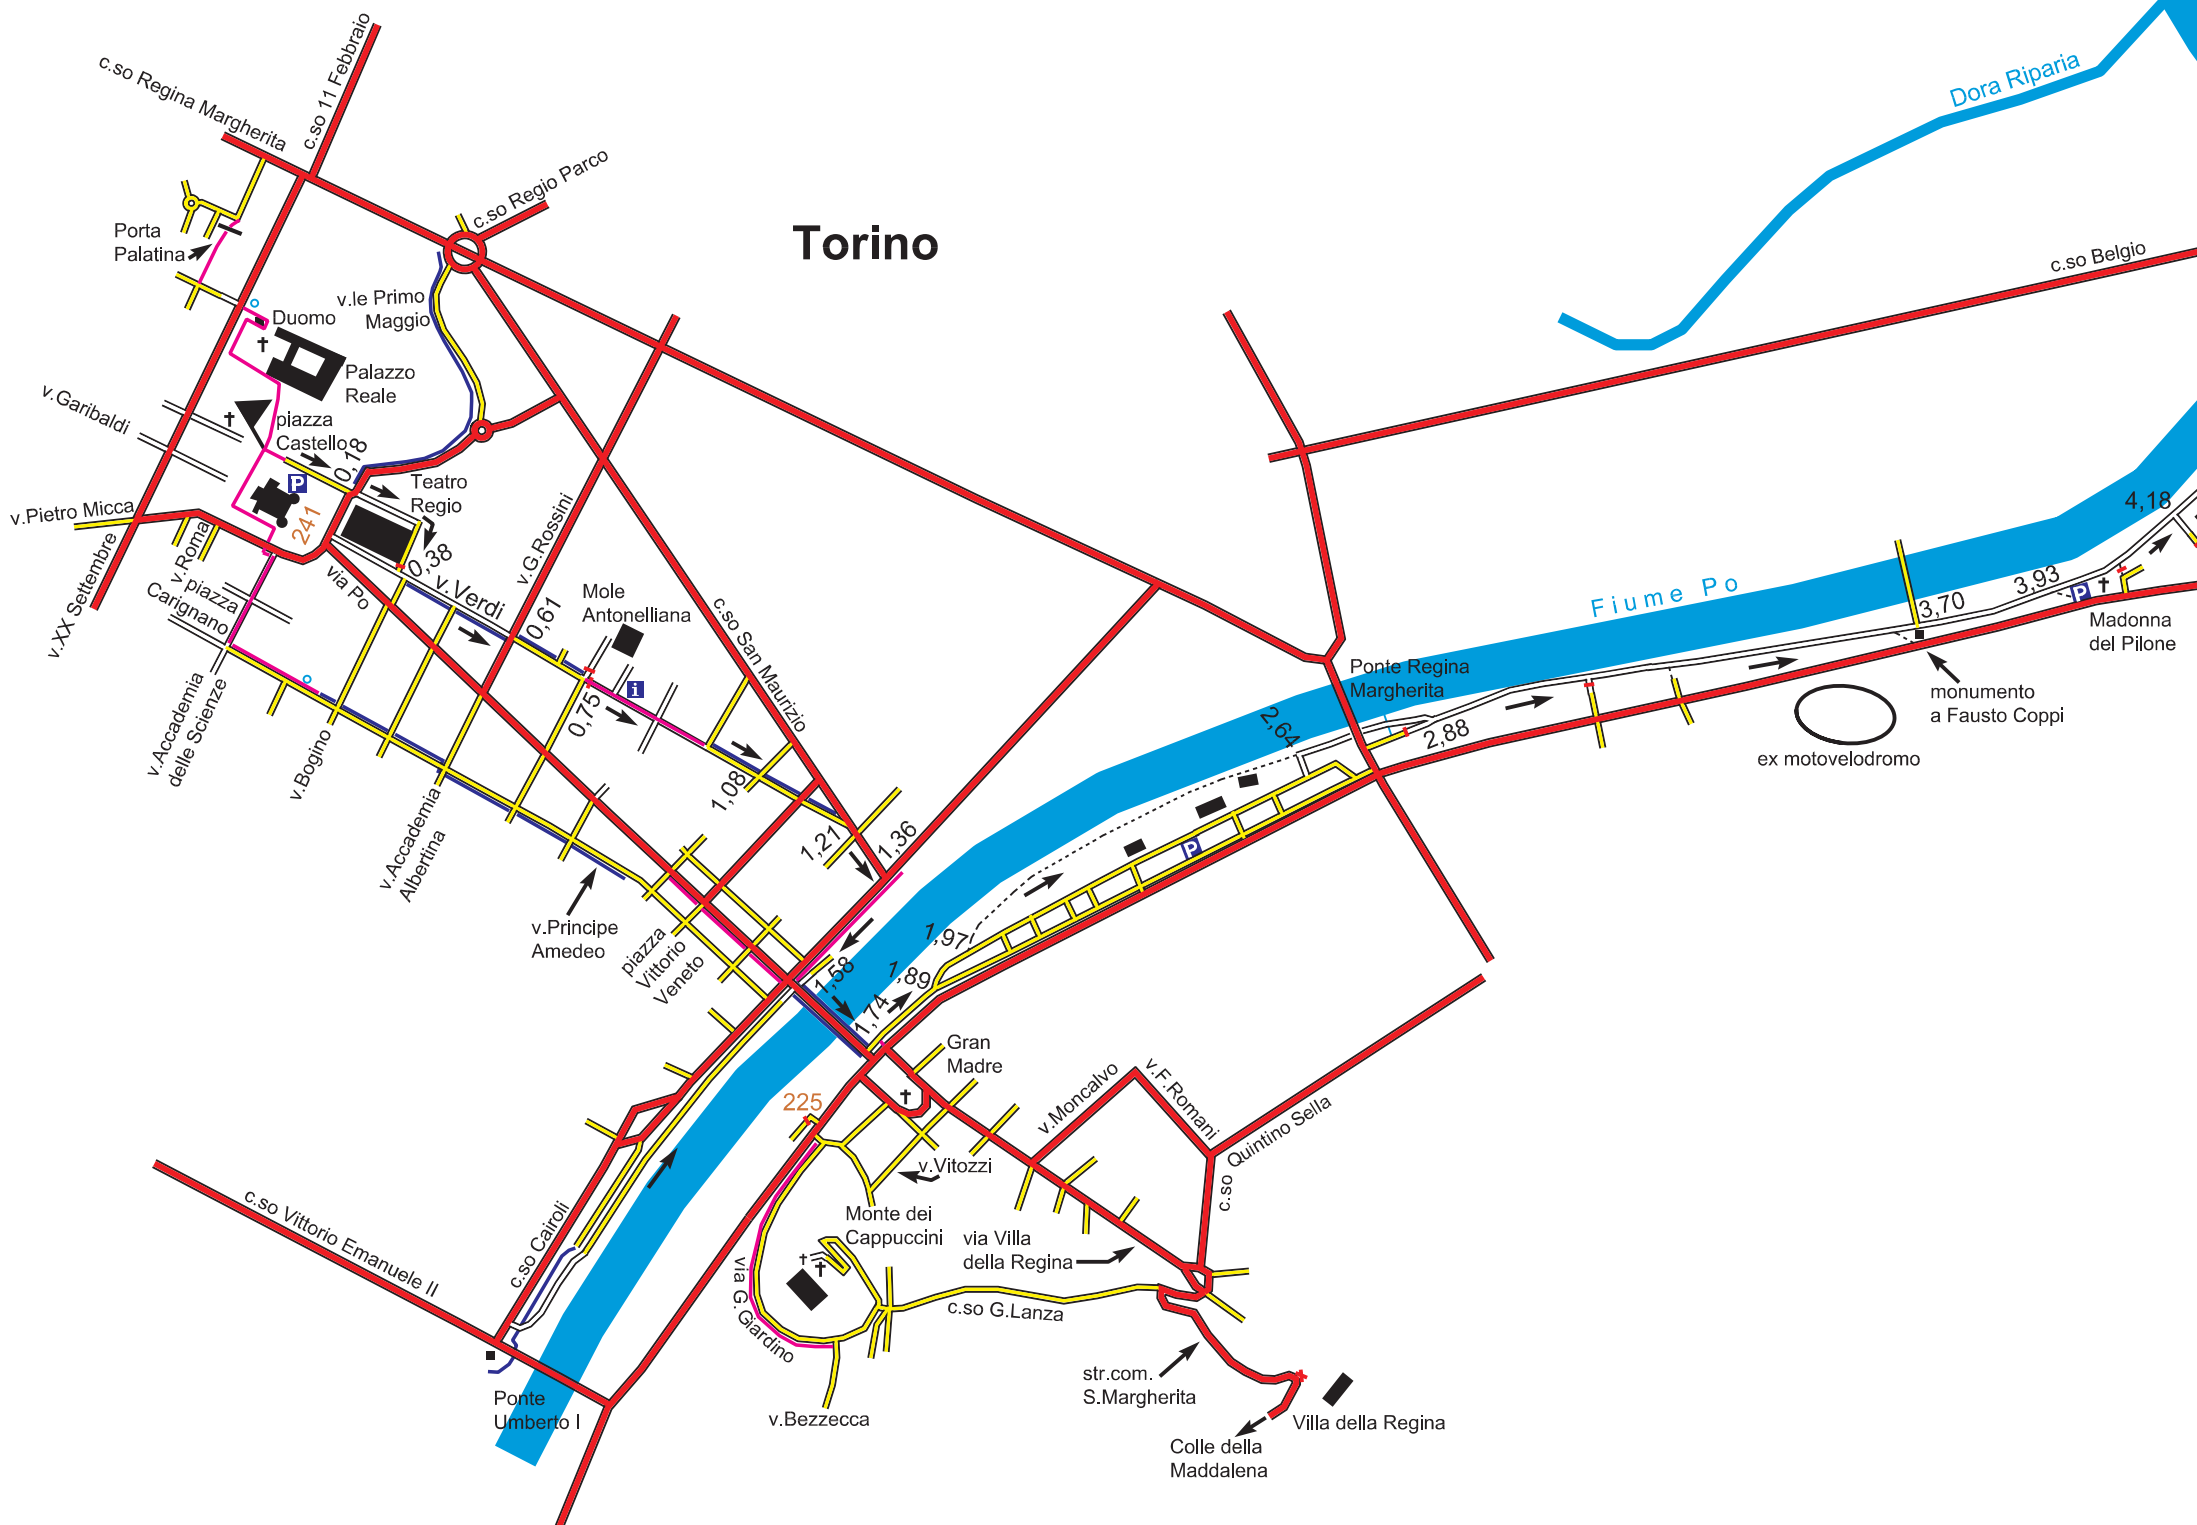 Torino
c.so Regina Margherita
c.so 11 Febbraio
c.so Regio Parco
Dora Riparia
c.so Belgio
Porta
Palatina
v.le Primo
Maggio
Duomo
Palazzo
Reale
v.Garibaldi
piazza
Castello
0,18
P
Teatro
Regio
241
v.Pietro Micca
v.Roma
v.XX Settembre
piazza
Carignano
via Po
0,38
v.Verdi
v.G.Rossini
0,61
Mole
Antonelliana
i
0,75
c.so San Maurizio
v.Accademia
delle Scienze
v.Bogino
v.Accademia
Albertina
1,08
1,21
1,36
v.Principe
Amedeo
piazza
Vittorio
Veneto
1,58
1,74
1,89
1,97
P
2,64
Ponte Regina
Margherita
2,88
Fiume Po
3,70
3,93
4,18
P
Madonna
del Pilone
monumento
a Fausto Coppi
ex motovelodromo
Gran
Madre
225
v.Moncalvo
v.F.Romani
c.so Quintino Sella
v.Vitozzi
Monte dei
Cappuccini
via Villa
della Regina
c.so G.Lanza
via G.Giardino
v.Bezzecca
c.so Cairoli
c.so Vittorio Emanuele II
Ponte
Umberto I
str.com.
S.Margherita
Villa della Regina
Colle della
Maddalena